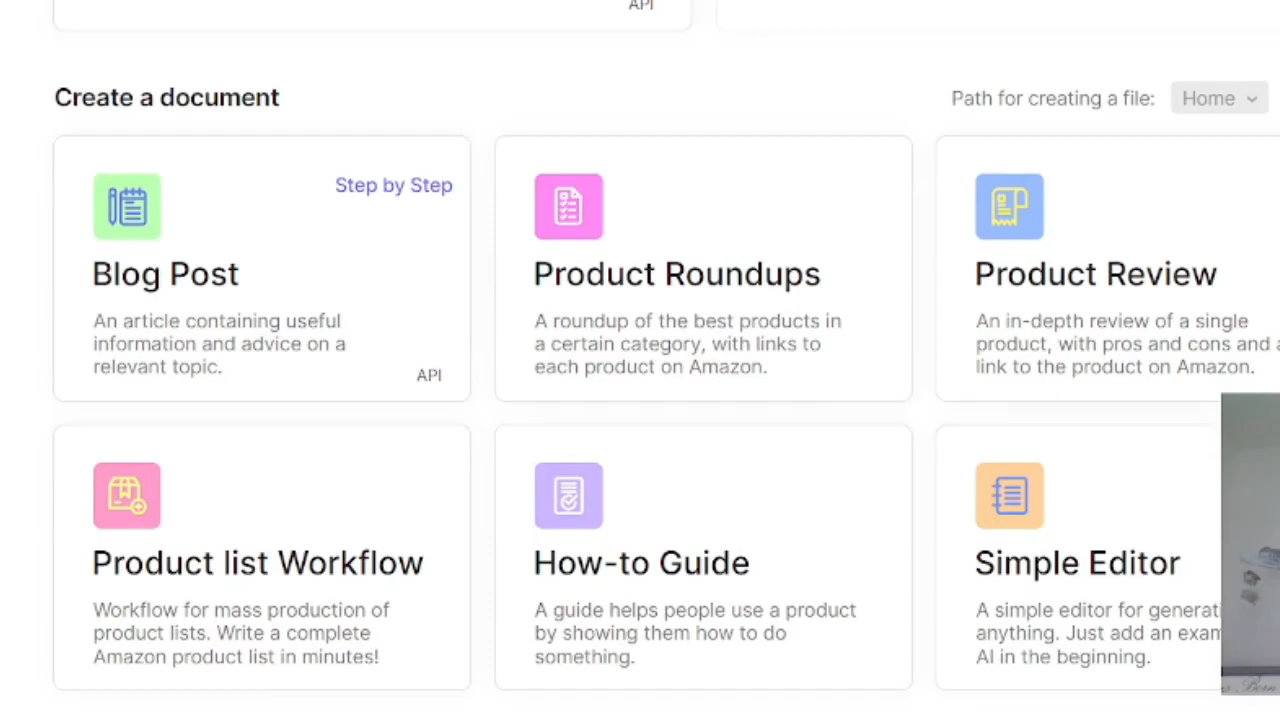 API
Create a document
Path for creating a file: Home
Step by Step
Blog Post
An article containing useful
information and advice on a
relevant topic.
API
Product Roundups
A roundup of the best products in
a certain category, with links to
each product on Amazon.
Product Review
An in-depth review of a single
product, with pros and cons and a
link to the product on Amazon.
Product list Workflow
Workflow for mass production of
product lists. Write a complete
Amazon product list in minutes!
How-to Guide
A guide helps people use a product
by showing them how to do
something.
Simple Editor
A simple editor for
anything. Just add an
AI in the beginning.
Born